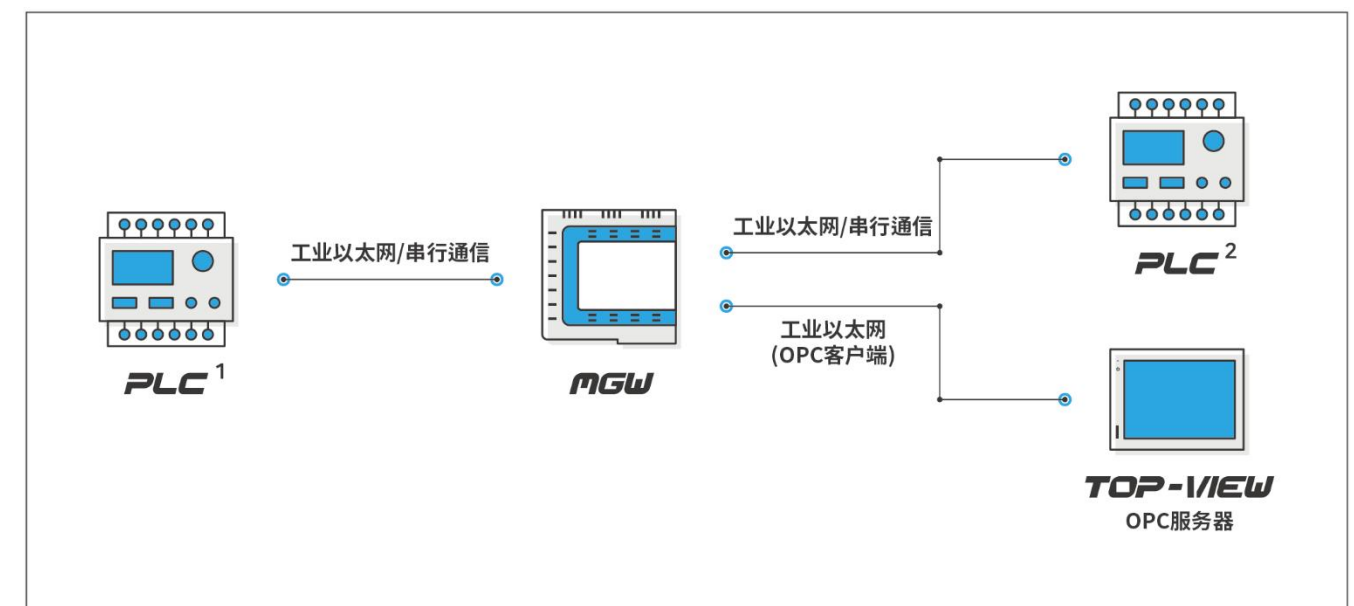 工业以太网/串行通信
PLC 1
MGW
工业以太网/串行通信
PLC 2
工业以太网
(OPC客户端)
TOP-VIEW
OPC服务器